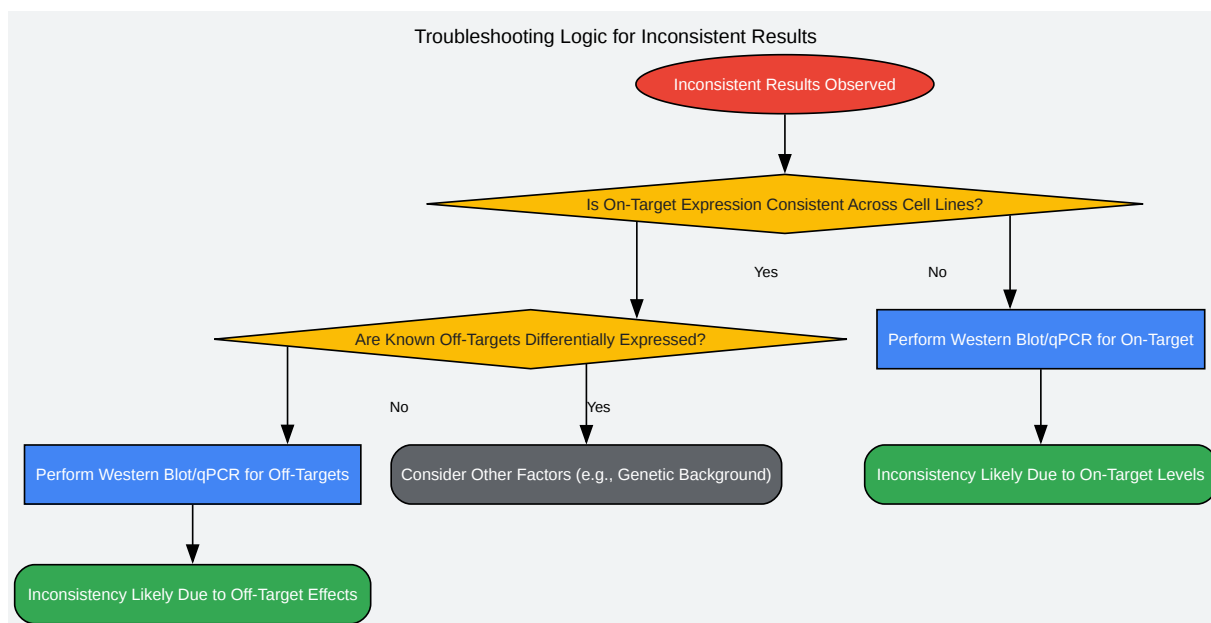 Troubleshooting Logic for Inconsistent Results
Inconsistent Results Observed
Is On-Target Expression Consistent Across Cell Lines?
Yes
No
Are Known Off-Targets Differentially Expressed?
Perform Western Blot/qPCR for On-Target
No
Yes
Perform Western Blot/qPCR for Off-Targets
Consider Other Factors (e.g., Genetic Background)
Inconsistency Likely Due to On-Target Levels
Inconsistency Likely Due to Off-Target Effects